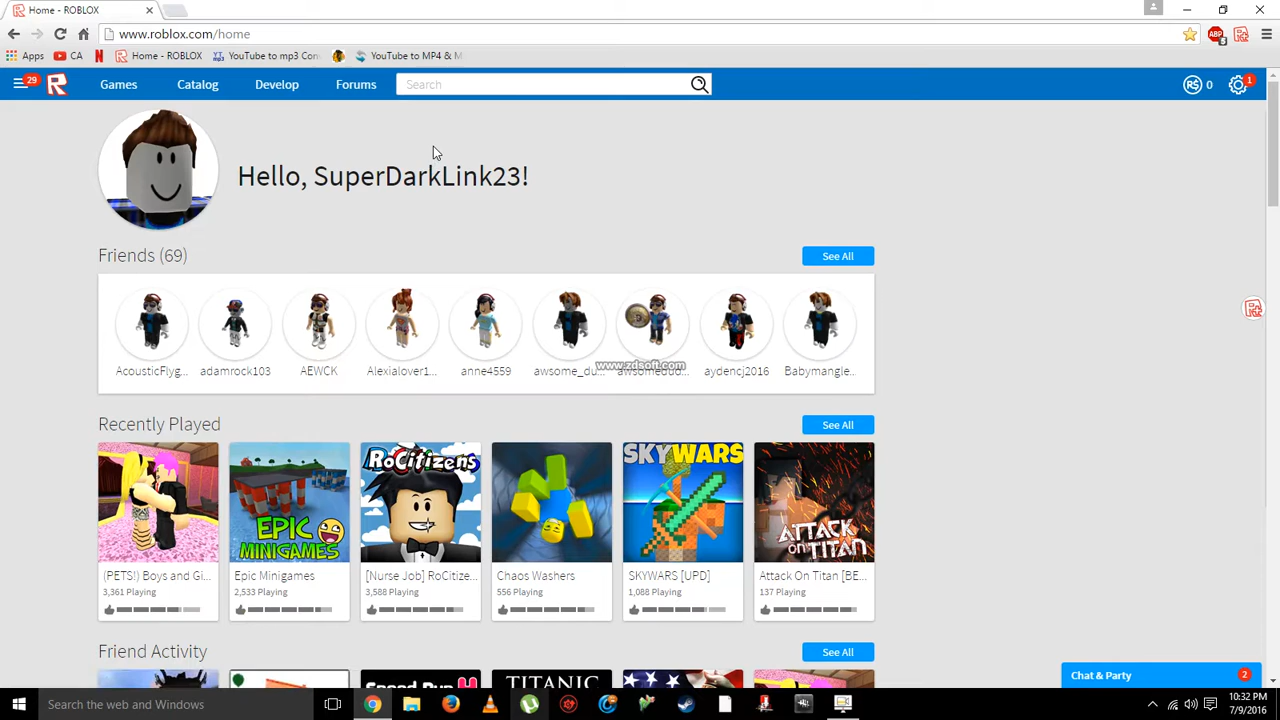 Home - ROBLOX
www.roblox.com/home
Apps CA Home - ROBLOX YouTube to mp3 Con YouTube to MP4 & M
29 Games Catalog Develop Forums Search R$ 0 1
Hello, SuperDarkLink23!
Friends (69) See All
AcousticFlyg... adamrock103 AEWCK Alexialover1... anne4559 awsome_du... awsomeduo... aydencj2016 Babymangle...
www.zdsoft.com
Recently Played See All
RoCitizens SKYWARS
EPIC MINIGAMES ATTACK ON TITAN
(PETS!) Boys and Gi... Epic Minigames [Nurse Job] RoCitize... Chaos Washers SKYWARS [UPD] Attack On Titan [BE...
3,361 Playing 2,533 Playing 3,588 Playing 556 Playing 1,088 Playing 137 Playing
Friend Activity See All
Speed Run TITANIC
Chat & Party 2
Search the web and Windows
10:32 PM
7/9/2016